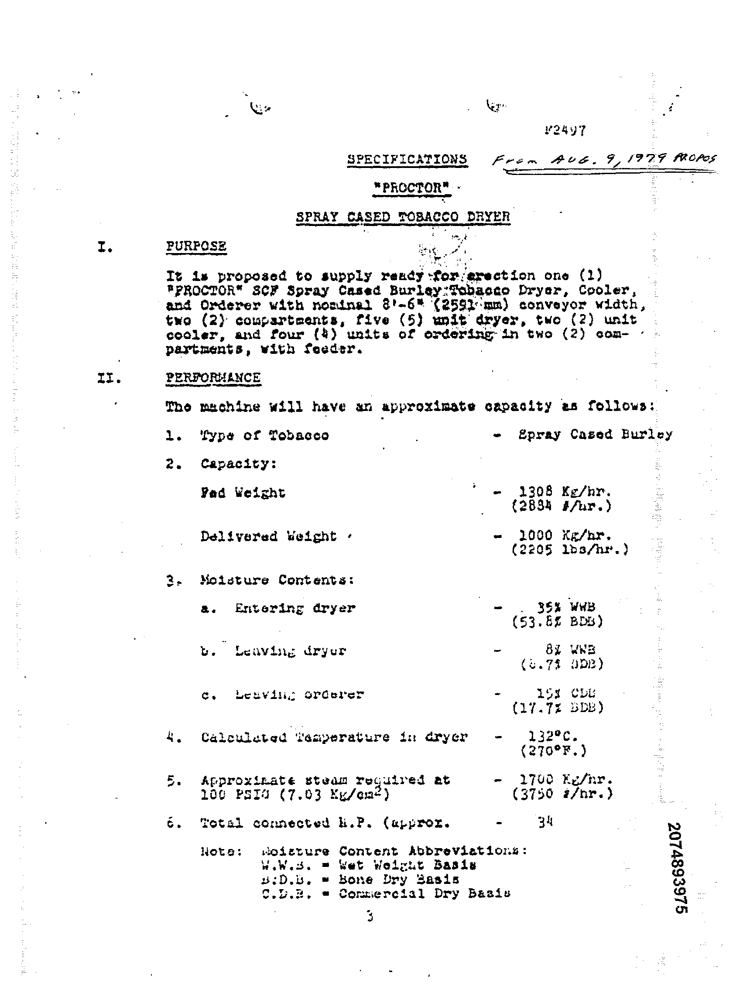 F2497
SPECIFICATIONS From AUG. 9, 1979 PROPOS
"PROCTOR"
SPRAY CASED TOBACCO DRYER
I. PURPOSE
It is proposed to supply ready for erection one (1)
"PROCTOR" SCF Spray Cased Burley Tobacco Dryer, Cooler,
and Orderer with nominal 8'-6" (2591 mm) conveyor width,
two (2) compartments, five (5) unit dryer, two (2) unit
cooler, and four (4) units of ordering in two (2) com-
partments, with feeder.
II. PERFORMANCE
The machine will have an approximate capacity as follows:
1. Type of Tobacco - Spray Cased Burley
2. Capacity:
Fed Weight - 1308 Kg/hr.
(2884 #/hr.)
Delivered Weight - 1000 Kg/hr.
(2205 lbs/hr.)
3. Moisture Contents:
a. Entering dryer - 35% WWB
(53.8% BDB)
b. Leaving dryer - 8% WWB
(8.7% BDB)
c. Leaving orderer - 15% CDB
(17.7% BDB)
4. Calculated Temperature in dryer - 132°C.
(270°F.)
5. Approximate steam required at - 1700 Kg/hr.
100 PSIG (7.03 Kg/cm2) (3750 #/hr.)
6. Total connected H.P. (approx. - 34
Note: Moisture Content Abbreviations:
W.W.B. = Wet Weight Basis
B.D.B. = Bone Dry Basis
C.D.B. = Commercial Dry Basis
3
2074893975